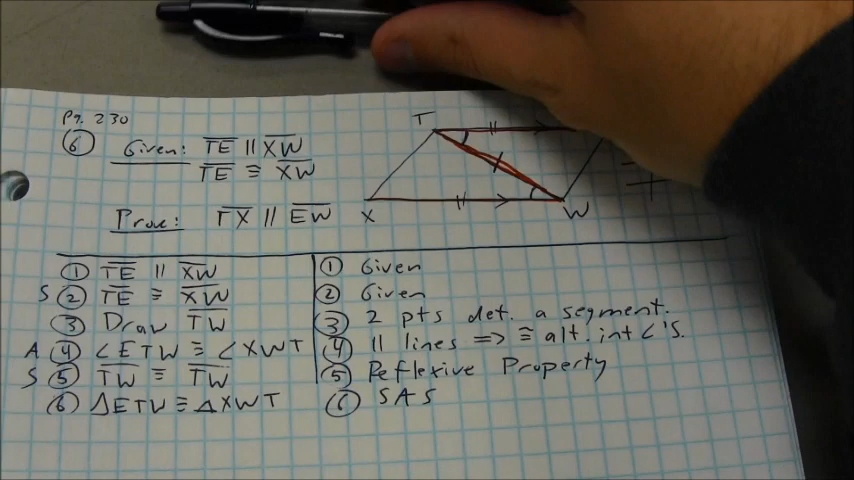 Pg. 230
⑥ Given: TE || XW
TE ≅ XW
Prove: TX // EW
T
X
W
① TE || XW ① Given
S ② TE ≅ XW ② Given
③ Draw TW ③ 2 pts det. a segment.
A ④ ∠ETW ≅ ∠XWT ④ || lines => ≅ alt. int ∠'s.
S ⑤ TW ≅ TW ⑤ Reflexive Property
⑥ △ETW ≅ △XWT ⑥ SAS